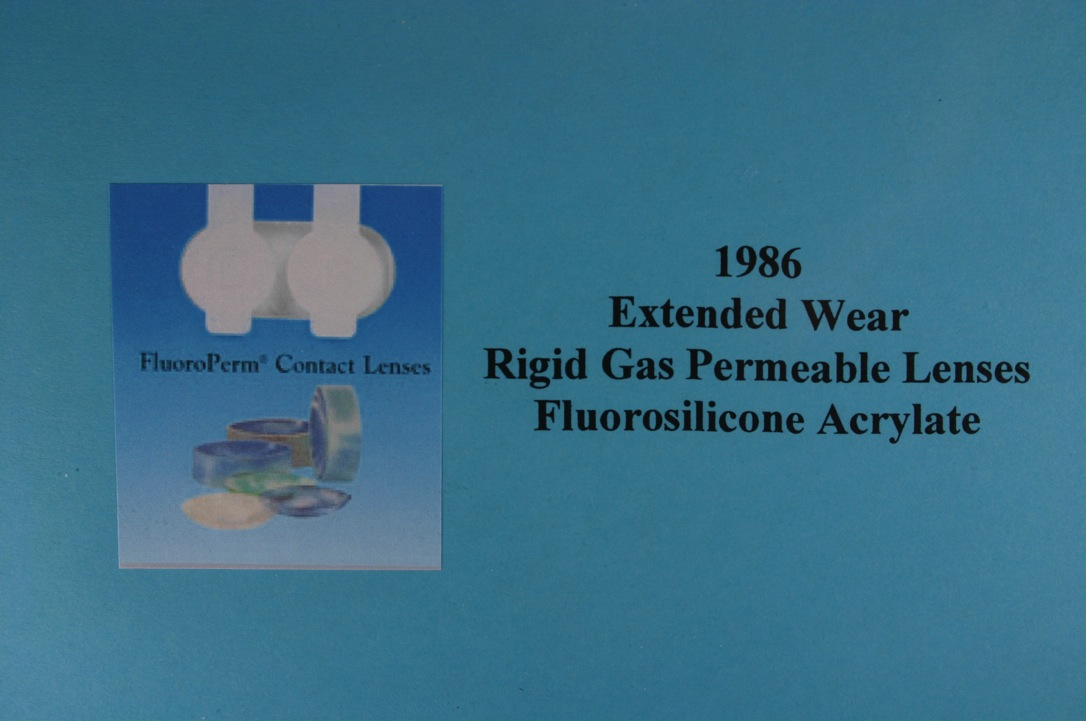 FluoroPerm® Contact Lenses
1986
Extended Wear
Rigid Gas Permeable Lenses
Fluorosilicone Acrylate